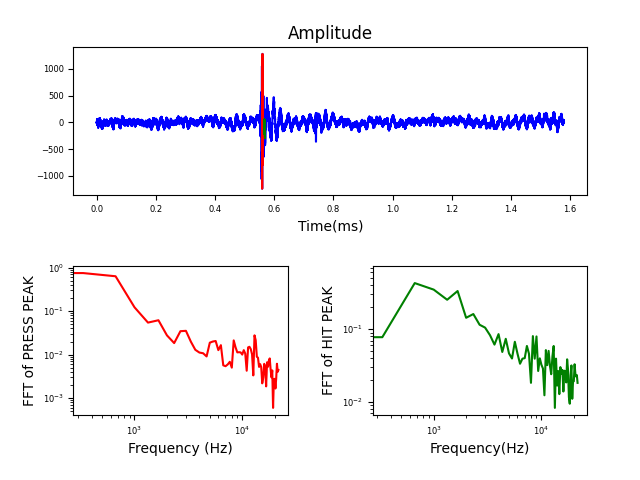 Amplitude
1000
500
0
−500
−1000
0.0 0.2 0.4 0.6 0.8 1.0 1.2 1.4 1.6
Time(ms)
FFT of PRESS PEAK
10⁰
10⁻¹
10⁻²
10⁻³
10³ 10⁴
Frequency (Hz)
FFT of HIT PEAK
10⁻¹
10⁻²
10³ 10⁴
Frequency(Hz)